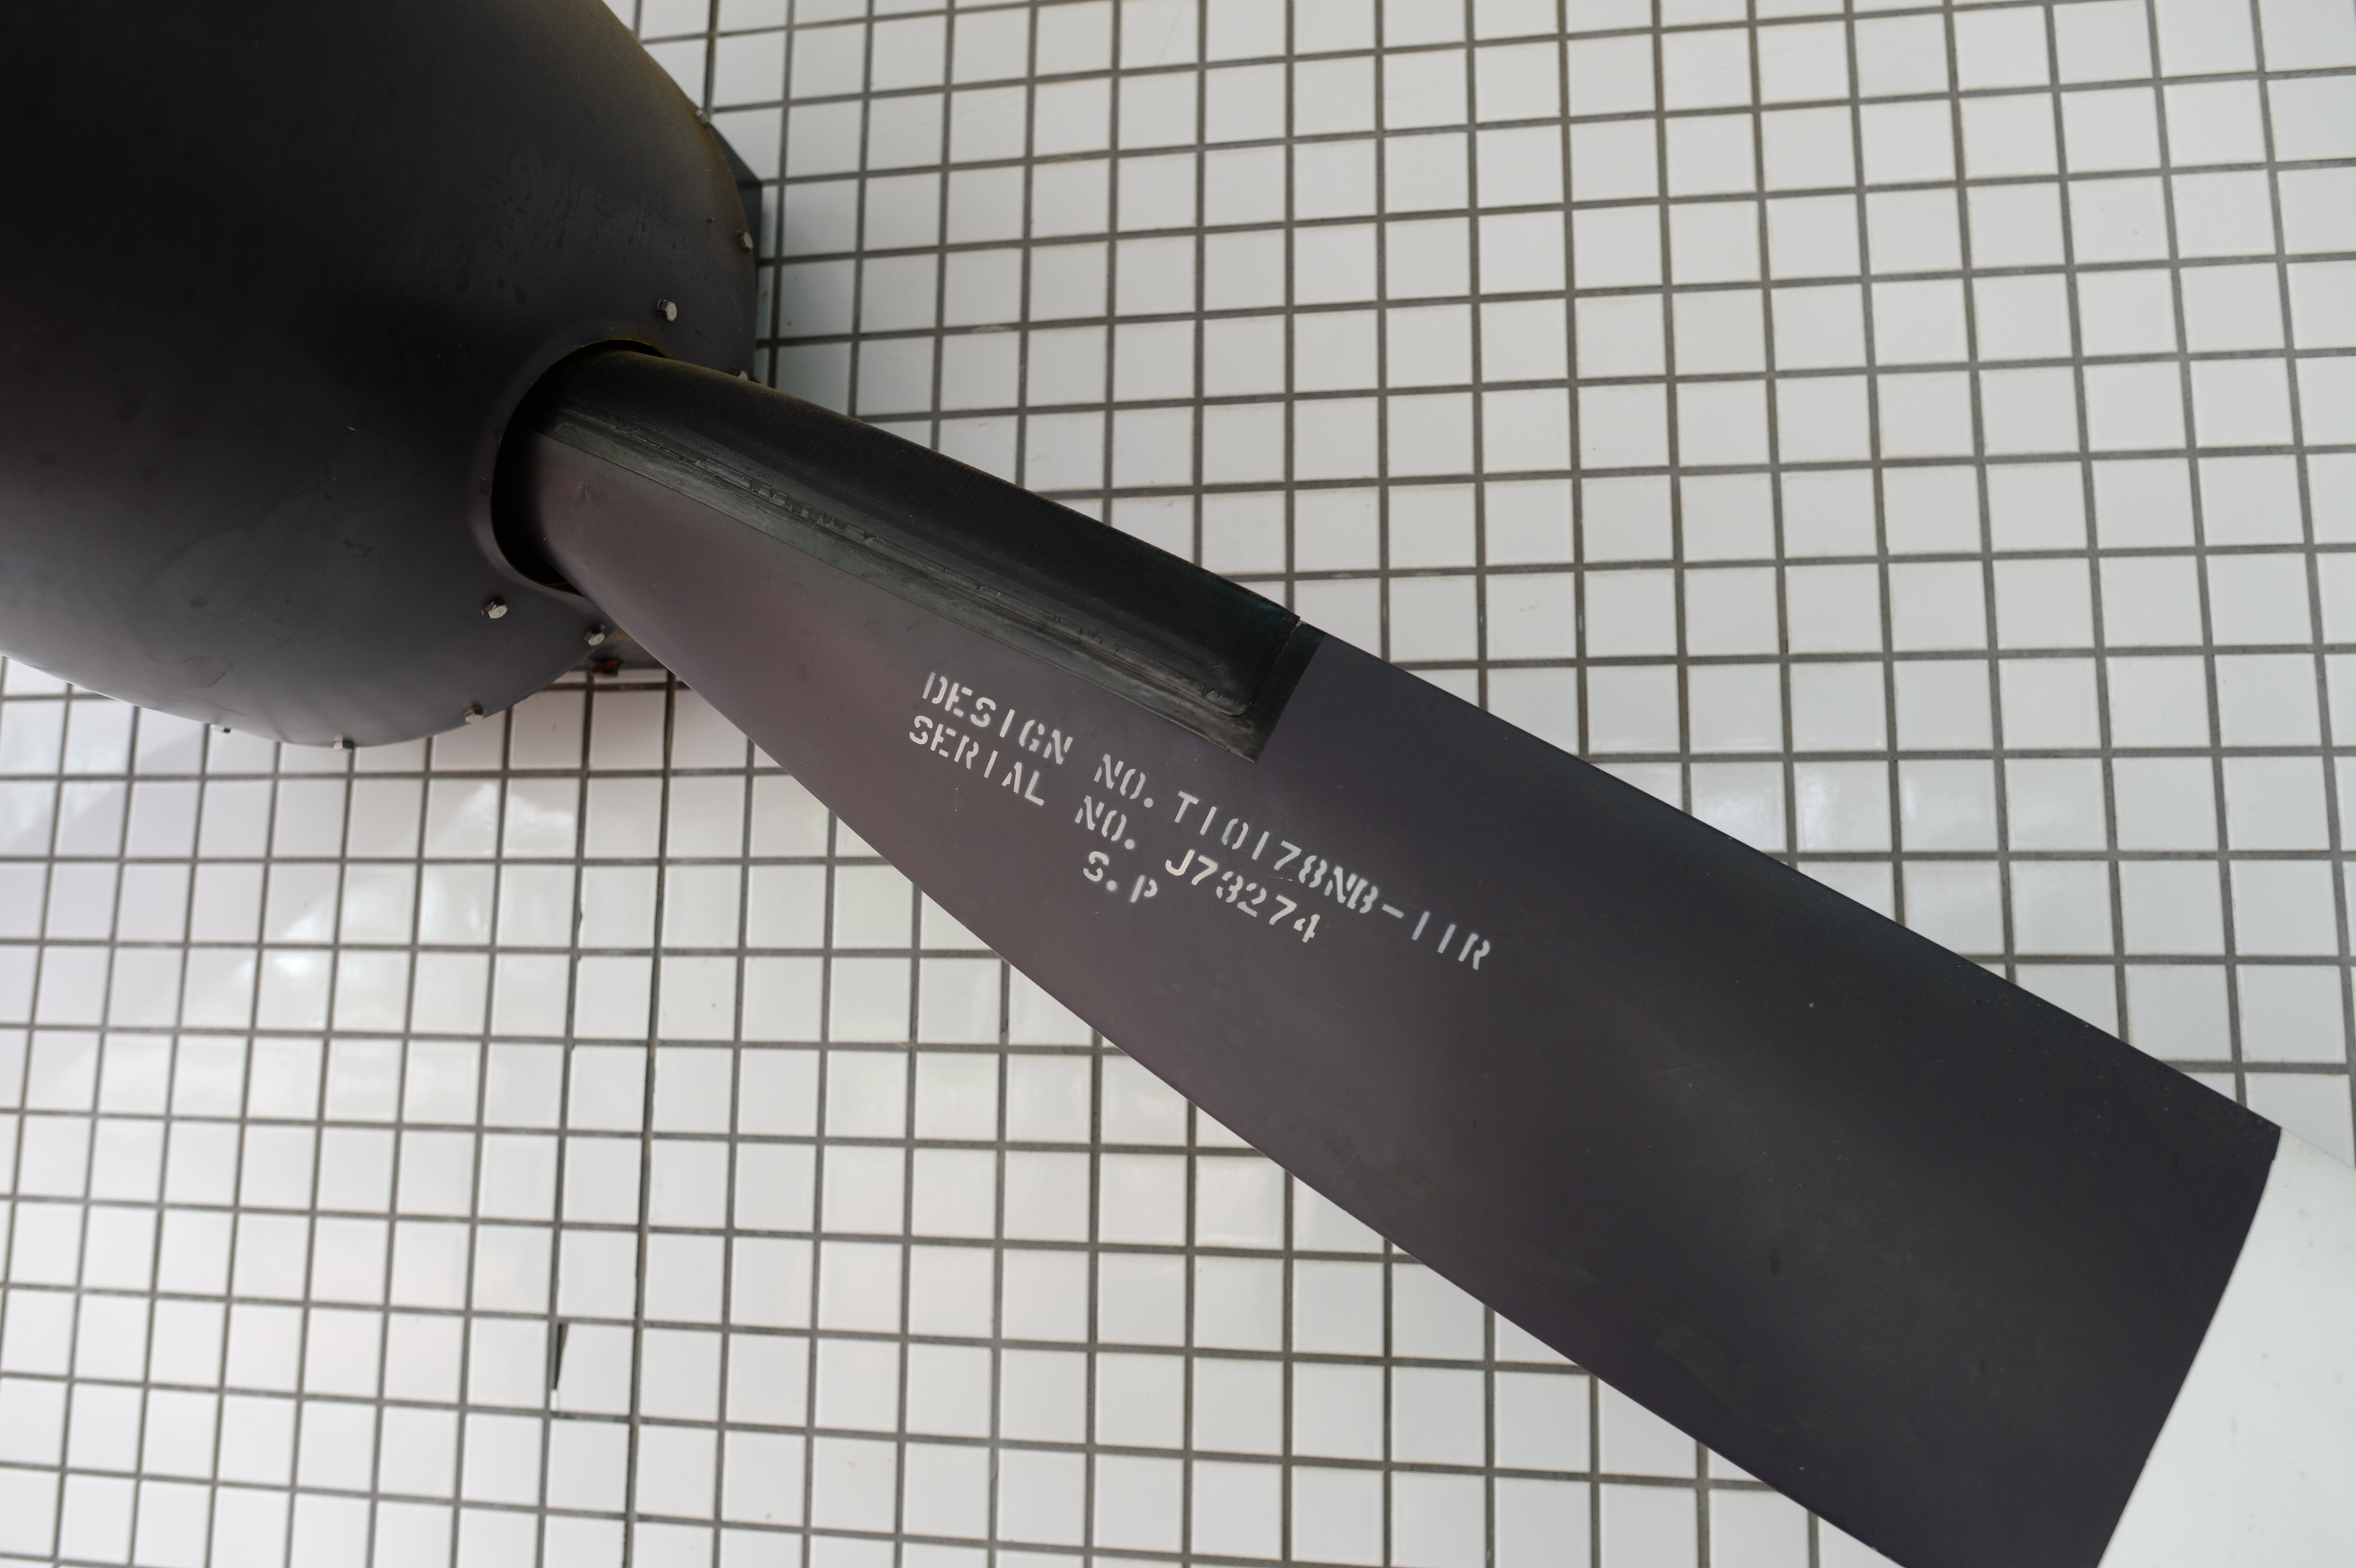 DESIGN NO. T10178NB-11R
SERIAL NO. J73274
S.P